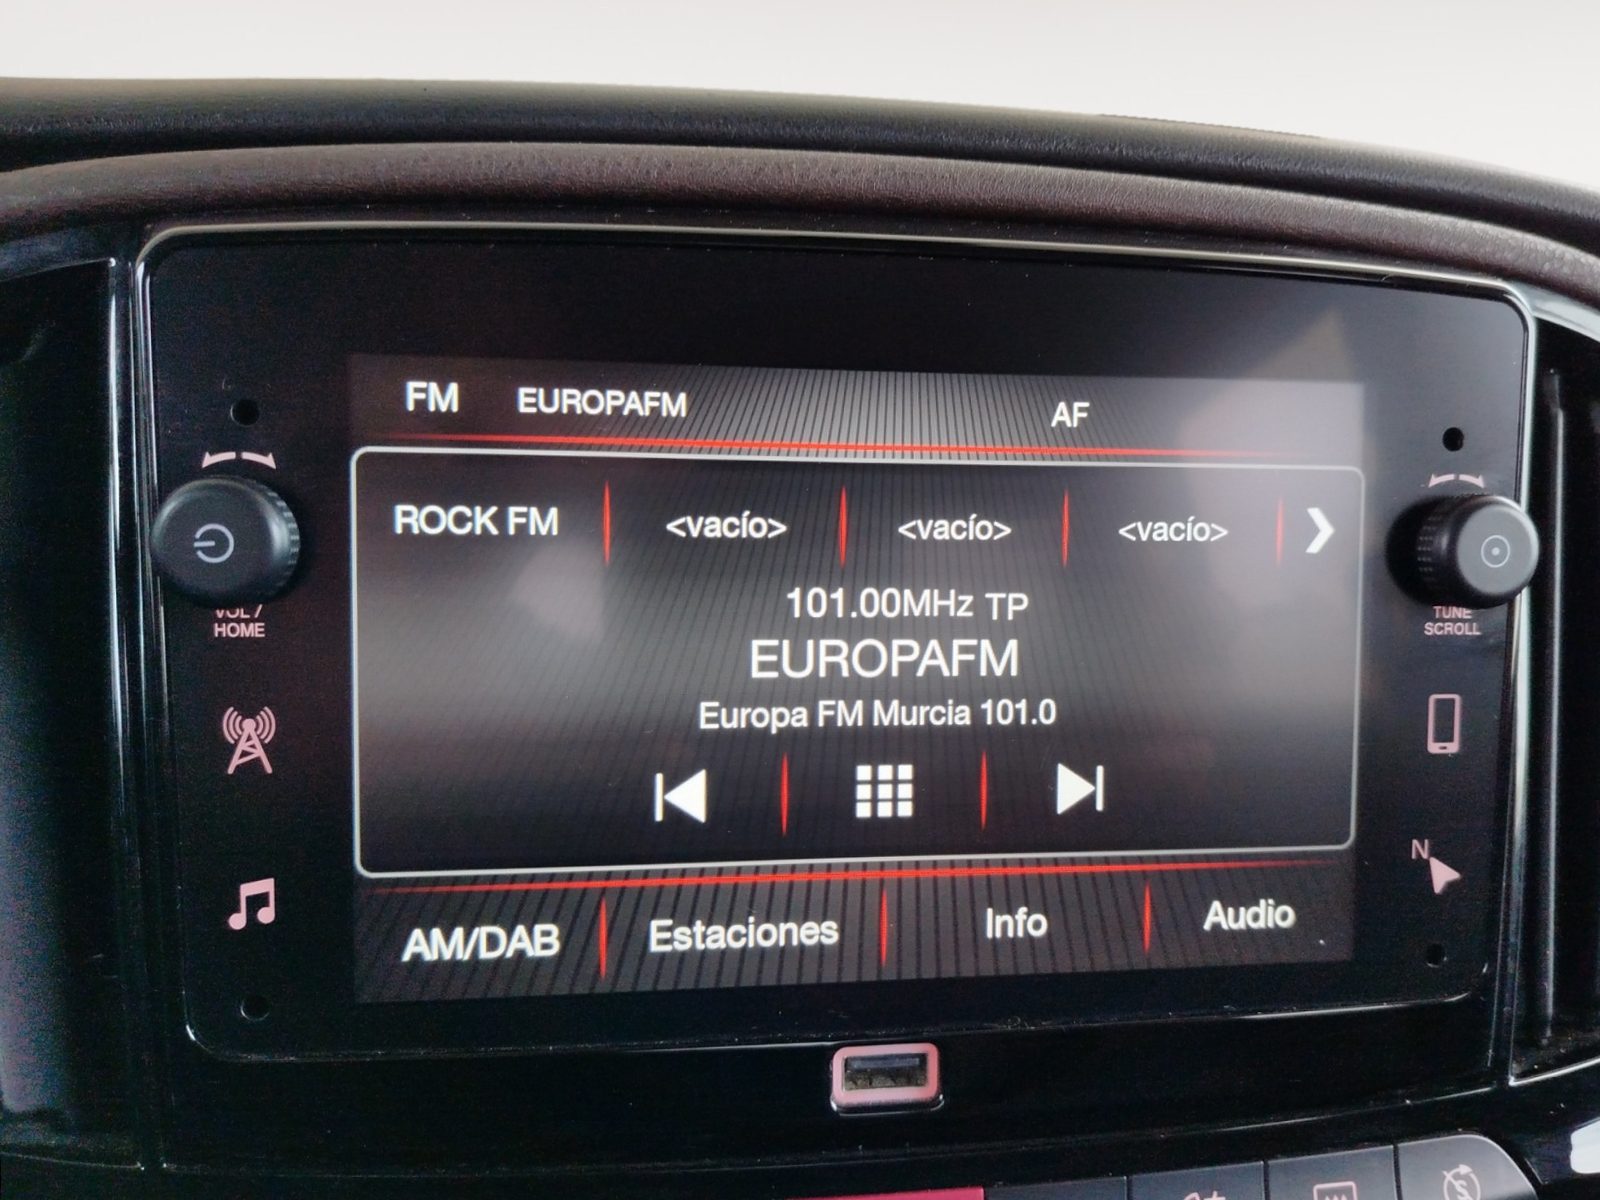 FM EUROPAFM AF
ROCK FM <vacío> <vacío> <vacío>
101.00MHz TP
EUROPAFM
Europa FM Murcia 101.0
AM/DAB Estaciones Info Audio
VOL /
HOME
TUNE
SCROLL
N